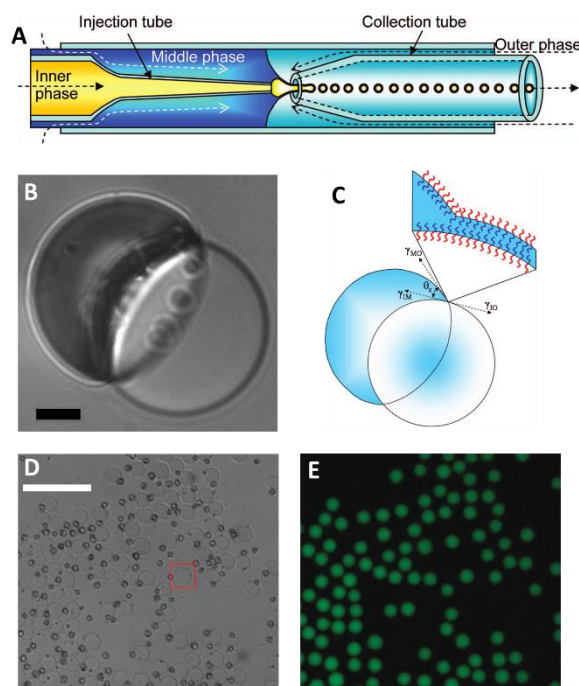 A
Injection tube
Collection tube
Middle phase
Outer phase
Inner
phase
B
C
γMO
θc
γIM
γIO
D
E